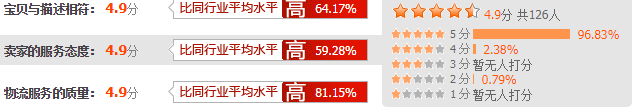 宝贝与描述相符： 4.9分 比同行业平均水平 高 64.17%
卖家的服务态度： 4.9分 比同行业平均水平 高 59.28%
物流服务的质量： 4.9分 比同行业平均水平 高 81.15%
4.9分 共126人
5分 96.83%
4分 2.38%
3分 暂无人打分
2分 0.79%
1分 暂无人打分